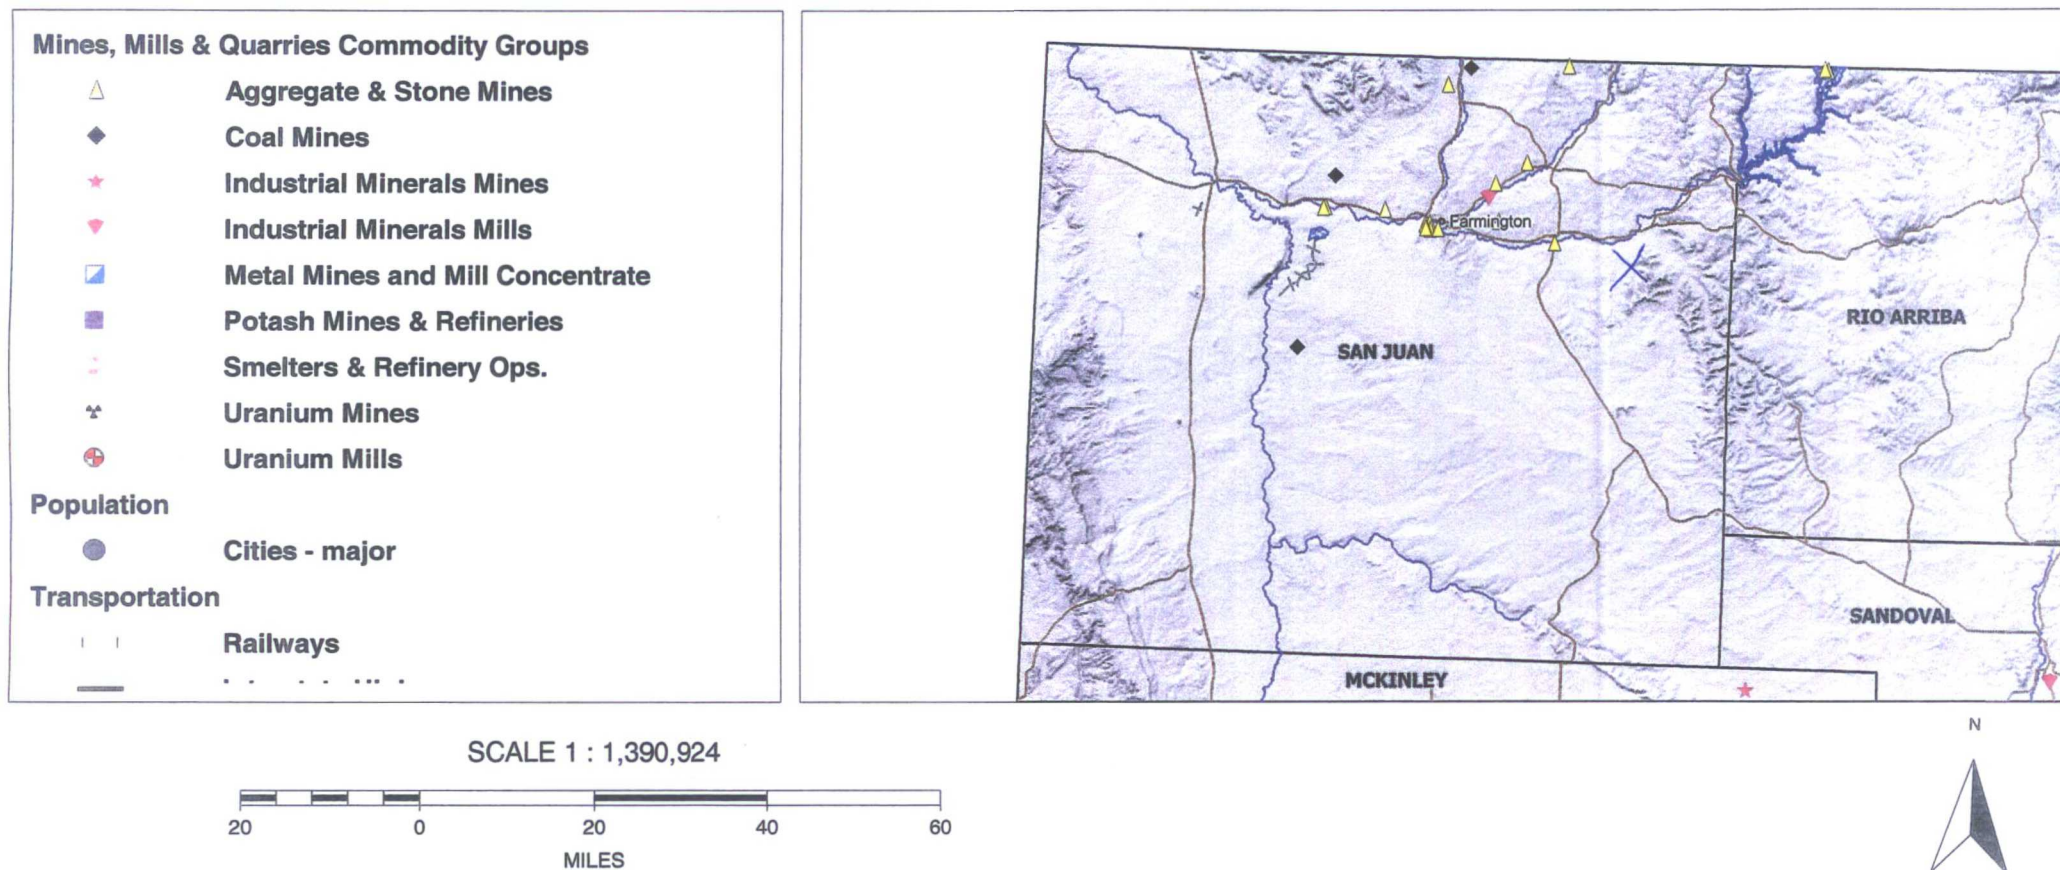 Mines, Mills & Quarries Commodity Groups
Aggregate & Stone Mines
Coal Mines
Industrial Minerals Mines
Industrial Minerals Mills
Metal Mines and Mill Concentrate
Potash Mines & Refineries
Smelters & Refinery Ops.
Uranium Mines
Uranium Mills
Population
Cities - major
Transportation
Railways
Farmington
RIO ARRIBA
SAN JUAN
SANDOVAL
MCKINLEY
SCALE 1 : 1,390,924
20 0 20 40 60
MILES
N